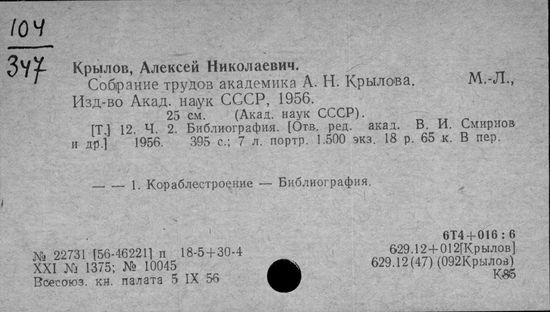 104
347
Крылов, Алексей Николаевич.
Собрание трудов академика А. Н. Крылова. М.-Л.,
Изд-во Акад. наук СССР, 1956.
25 см. (Акад. наук СССР).
[Т.] 12. Ч. 2. Библиография. [Отв. ред. акад. В. И. Смирнов
и др.] 1956. 395 с.; 7 л. портр. 1.500 экз. 18 р. 65 к. В пер.
— — 1. Кораблестроение — Библиография.
6Т4+016 : 6
№ 22731 [56-46221] п 18-5+30-4 629.12+012[Крылов]
XXI № 1375; № 10045 629.12 (47) (092Крылов)
Всесоюз. кн. палата 5 IX 56 К85